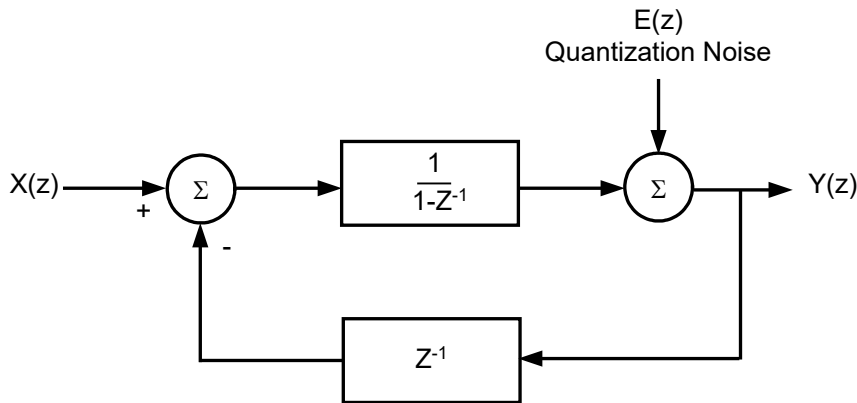 E(z)
Quantization Noise
X(z)
+
Σ
1
1-Z⁻¹
Σ
Y(z)
-
Z⁻¹